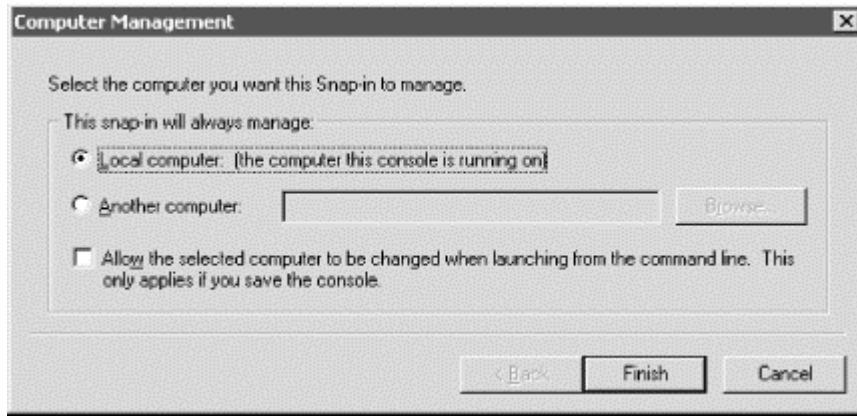 Computer Management
Select the computer you want this Snap-in to manage.
This snap-in will always manage:
Local computer: (the computer this console is running on)
Another computer:
Browse...
Allow the selected computer to be changed when launching from the command line. This
only applies if you save the console.
< Back
Finish
Cancel